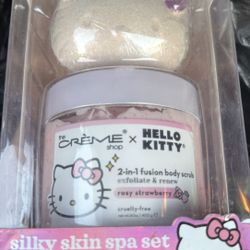 the
CRÈME × HELLO
shop KITTY®
2-in-1 fusion body scrub
exfoliate & renew
rosy strawberry
cruelty-free
silky skin spa set